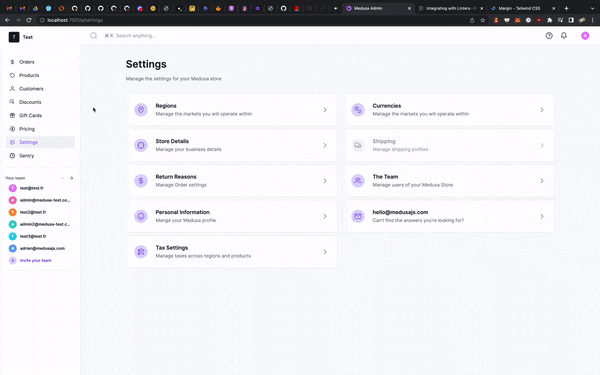 Medusa Admin
Integrating with Linters - F
Margin - Tailwind CSS
localhost:7001/a/settings
T Test
⌘K Search anything...
A
Orders
Products
Customers
Discounts
Gift Cards
Pricing
Settings
Sentry
Your team
T test@test.fr
A admin@medusa-test.co...
T test2@test.fr
A admin2@medusa-test.c...
T test3@test.fr
A adrien@medusajs.com
Invite your team
Settings
Manage the settings for your Medusa store
Regions
Manage the markets you will operate within
Currencies
Manage the markets you will operate within
Store Details
Manage your business details
Shipping
Manage shipping profiles
Return Reasons
Manage Order settings
The Team
Manage users of your Medusa Store
Personal Information
Mange your Medusa profile
hello@medusajs.com
Can't find the answers you're looking for?
Tax Settings
Manage taxes across regions and products